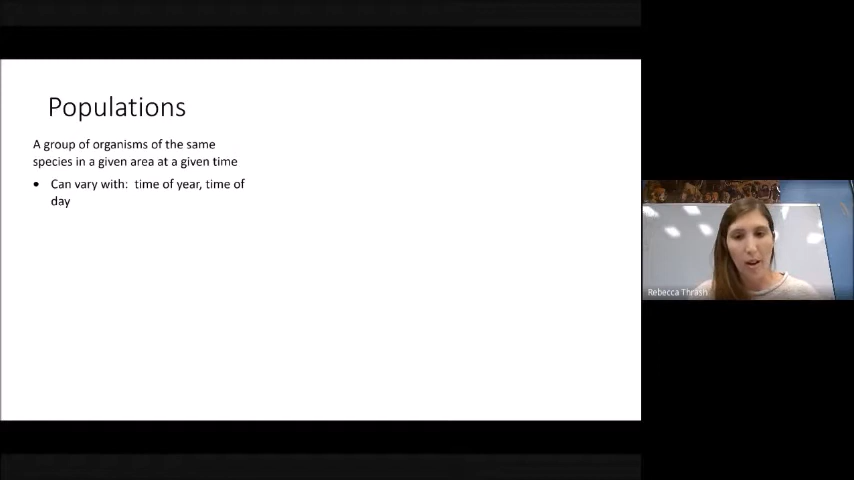 Populations
A group of organisms of the same
species in a given area at a given time
• Can vary with: time of year, time of
day
Rebecca Thrash